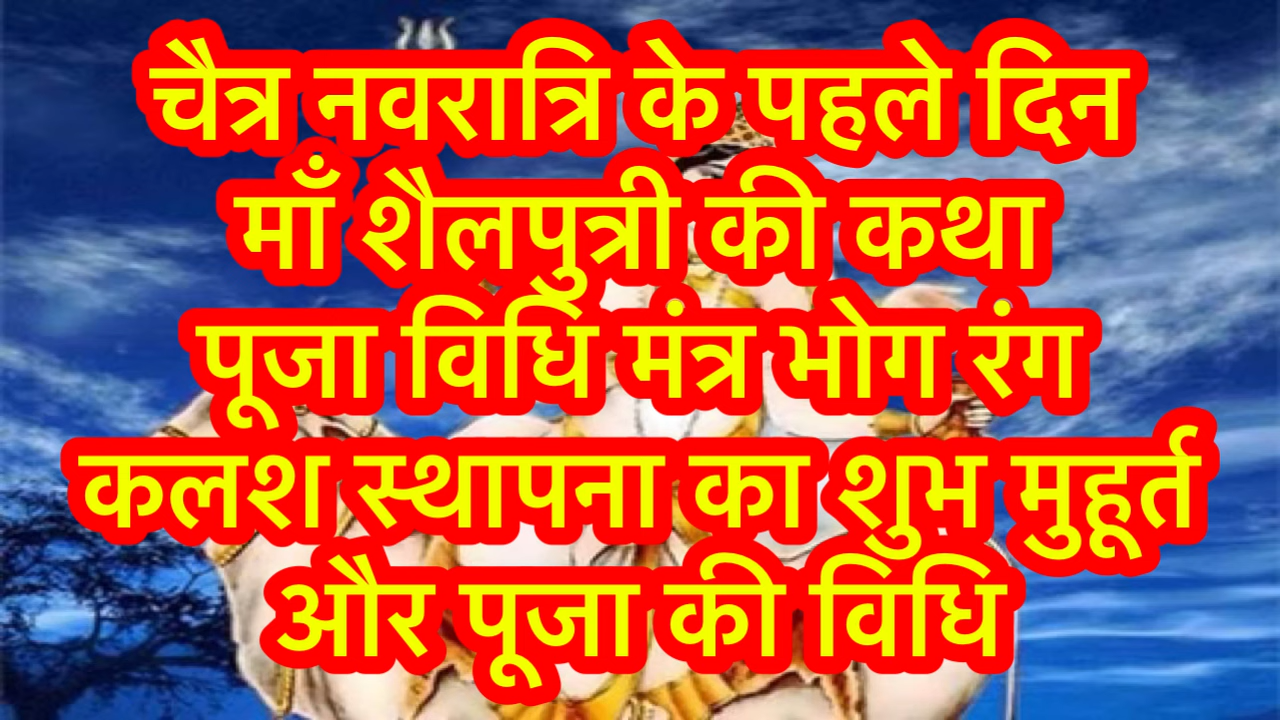 चैत्र नवरात्रि के पहले दिन
माँ शैलपुत्री की कथा
पूजा विधि मंत्र भोग रंग
कलश स्थापना का शुभ मुहूर्त
और पूजा की विधि